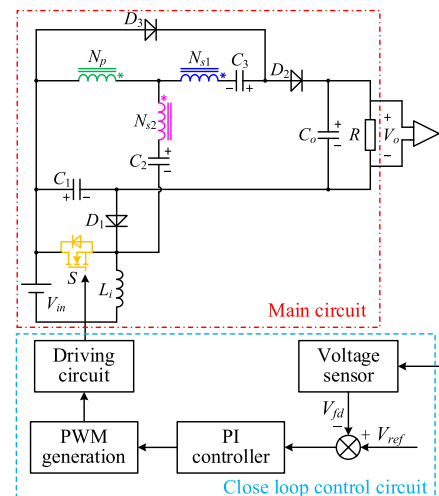 D3
Np * Ns1 * C3 D2
- +
* Ns2
+ C2 -
+ Co -
R + Vo -
C1
+ -
D1
S
Li
Vin
Main circuit
Driving circuit
Voltage sensor
Vfd
- + Vref
PWM generation
PI controller
Close loop control circuit